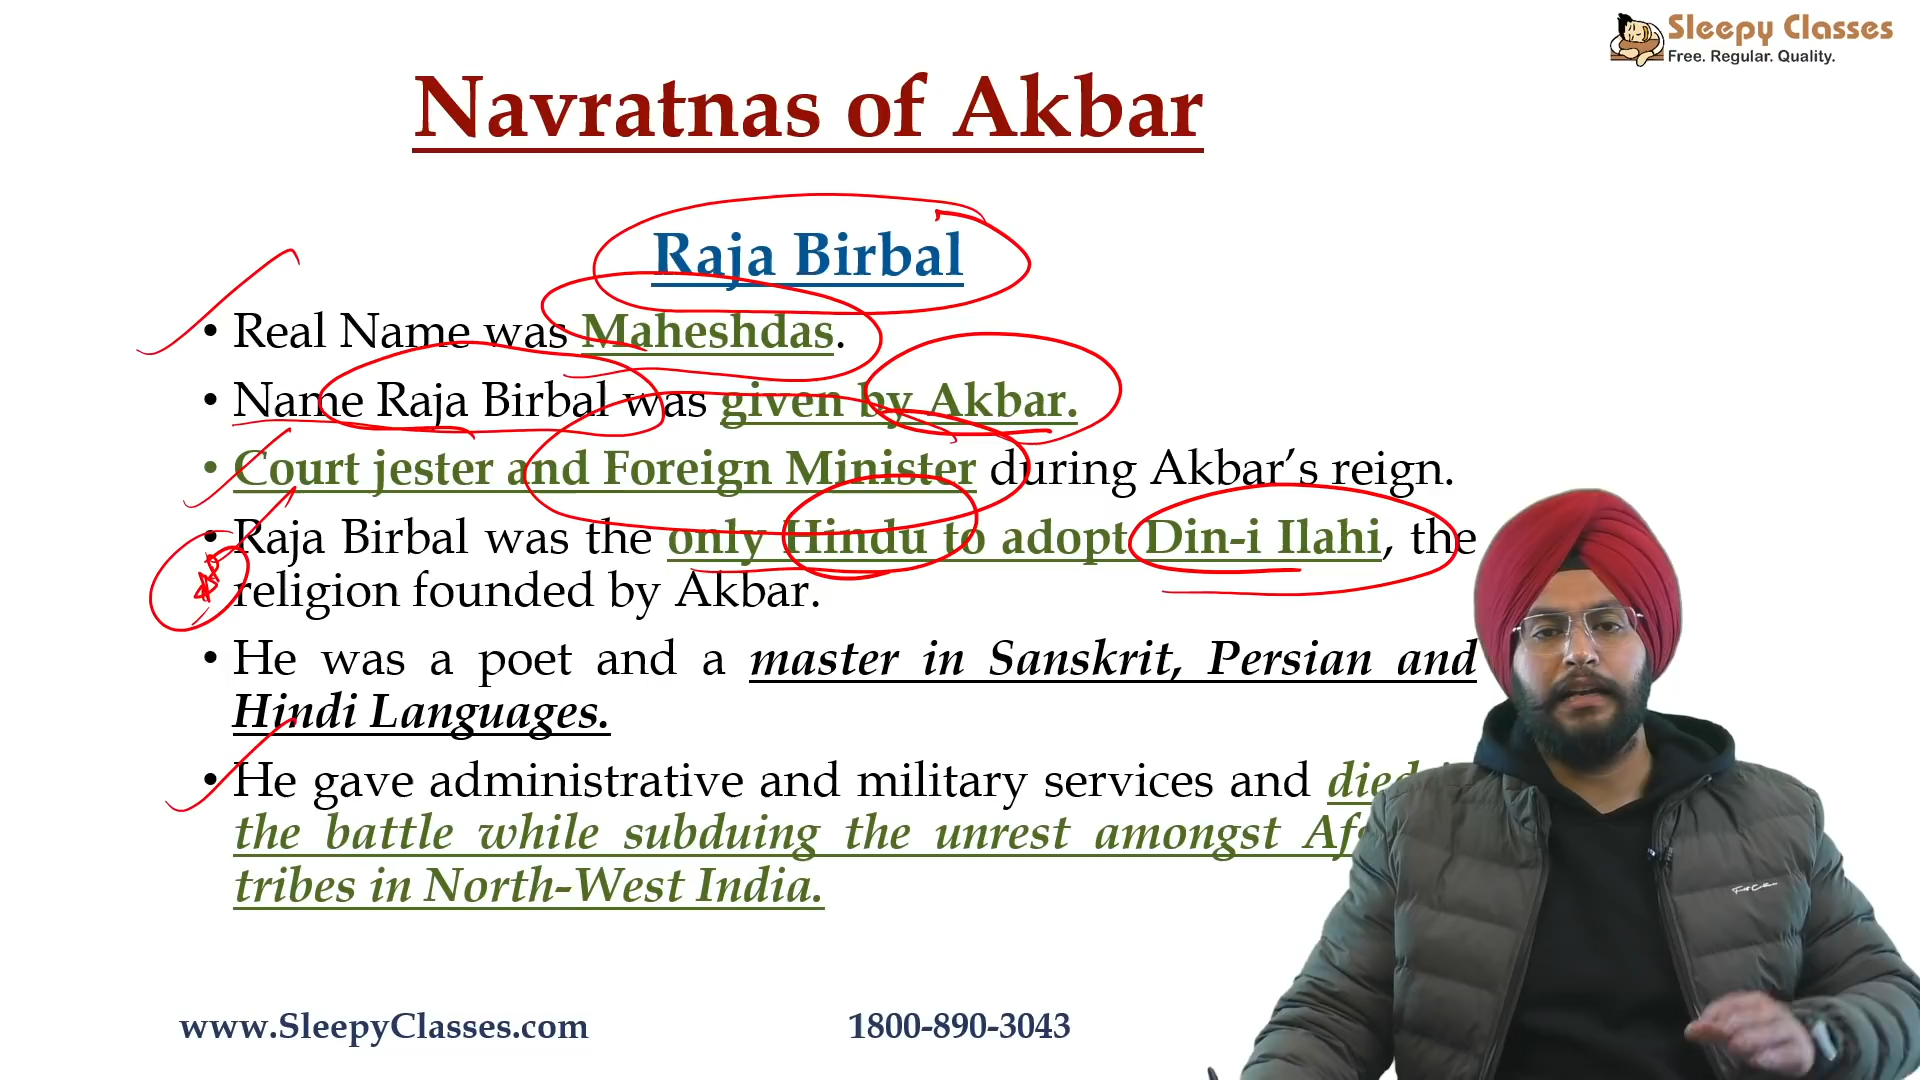 Sleepy Classes
Free. Regular. Quality.
Navratnas of Akbar
Raja Birbal
• Real Name was Maheshdas.
• Name Raja Birbal was given by Akbar.
• Court jester and Foreign Minister during Akbar’s reign.
• Raja Birbal was the only Hindu to adopt Din-i Ilahi, the
religion founded by Akbar.
• He was a poet and a master in Sanskrit, Persian and
Hindi Languages.
• He gave administrative and military services and died
the battle while subduing the unrest amongst
tribes in North-West India.
www.SleepyClasses.com
1800-890-3043